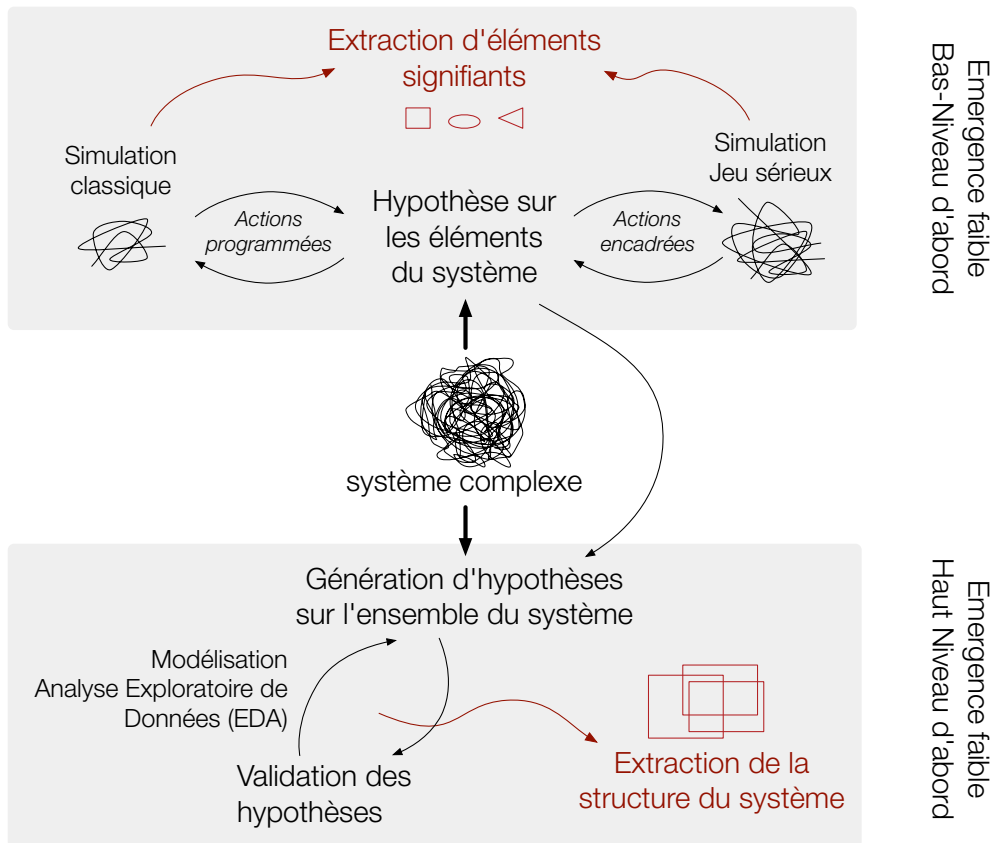 Extraction d'éléments
signifiants
Simulation
classique
Simulation
Jeu sérieux
Actions
programmées
Hypothèse sur
les éléments
du système
Actions
encadrées
Emergence faible
Bas-Niveau d'abord
système complexe
Génération d'hypothèses
sur l'ensemble du système
Modélisation
Analyse Exploratoire de
Données (EDA)
Validation des
hypothèses
Extraction de la
structure du système
Emergence faible
Haut Niveau d'abord